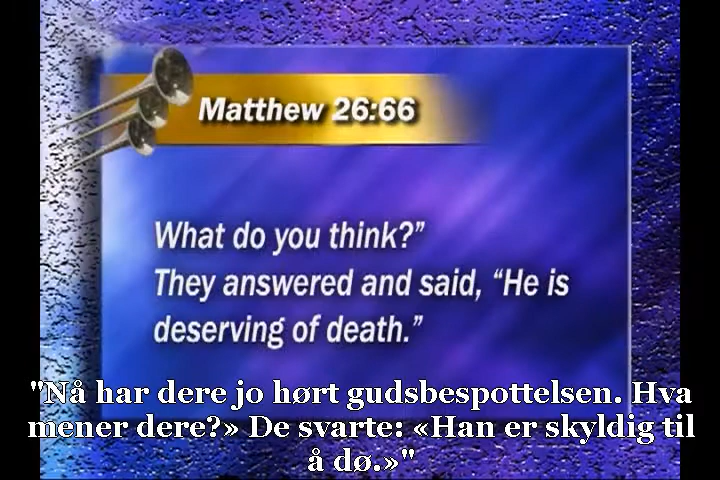 Matthew 26:66
What do you think?”
They answered and said, “He is
deserving of death.”
"Nå har dere jo hørt gudsbespottelsen. Hva
mener dere?» De svarte: «Han er skyldig til
å dø.»"